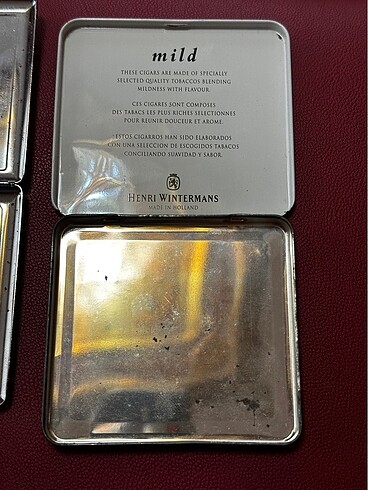 mild
THESE CIGARS ARE MADE OF SPECIALLY
SELECTED QUALITY TOBACCOS BLENDING
MILDNESS WITH FLAVOUR.
CES CIGARES SONT COMPOSES
DES TABACS LES PLUS RICHES SELECTIONNES
POUR REUNIR DOUCEUR ET AROME.
ESTOS CIGARROS HAN SIDO ELABORADOS
CON UNA SELECCION DE ESCOGIDOS TABACOS
CONCILIANDO SUAVIDAD Y SABOR.
HENRI WINTERMANS
MADE IN HOLLAND